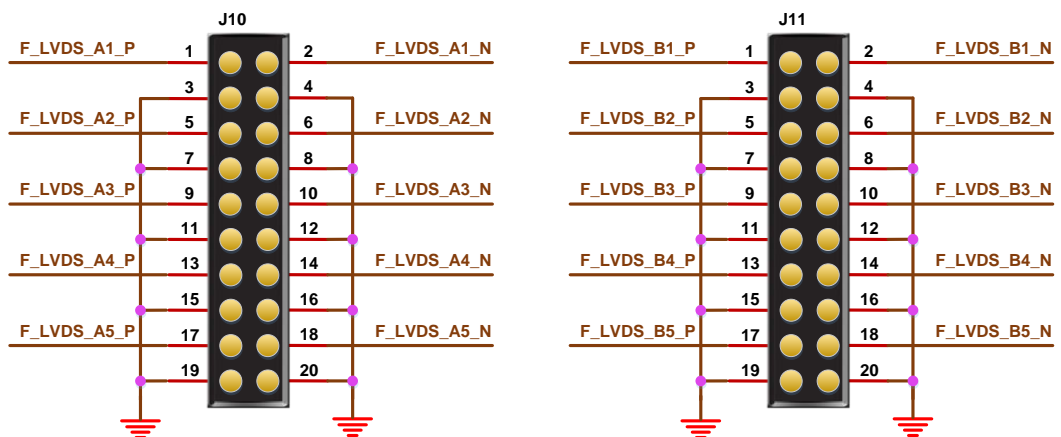 J10 J11
F_LVDS_A1_P 1 2 F_LVDS_A1_N F_LVDS_B1_P 1 2 F_LVDS_B1_N
3 4 3 4
F_LVDS_A2_P 5 6 F_LVDS_A2_N F_LVDS_B2_P 5 6 F_LVDS_B2_N
7 8 7 8
F_LVDS_A3_P 9 10 F_LVDS_A3_N F_LVDS_B3_P 9 10 F_LVDS_B3_N
11 12 11 12
F_LVDS_A4_P 13 14 F_LVDS_A4_N F_LVDS_B4_P 13 14 F_LVDS_B4_N
15 16 15 16
F_LVDS_A5_P 17 18 F_LVDS_A5_N F_LVDS_B5_P 17 18 F_LVDS_B5_N
19 20 19 20